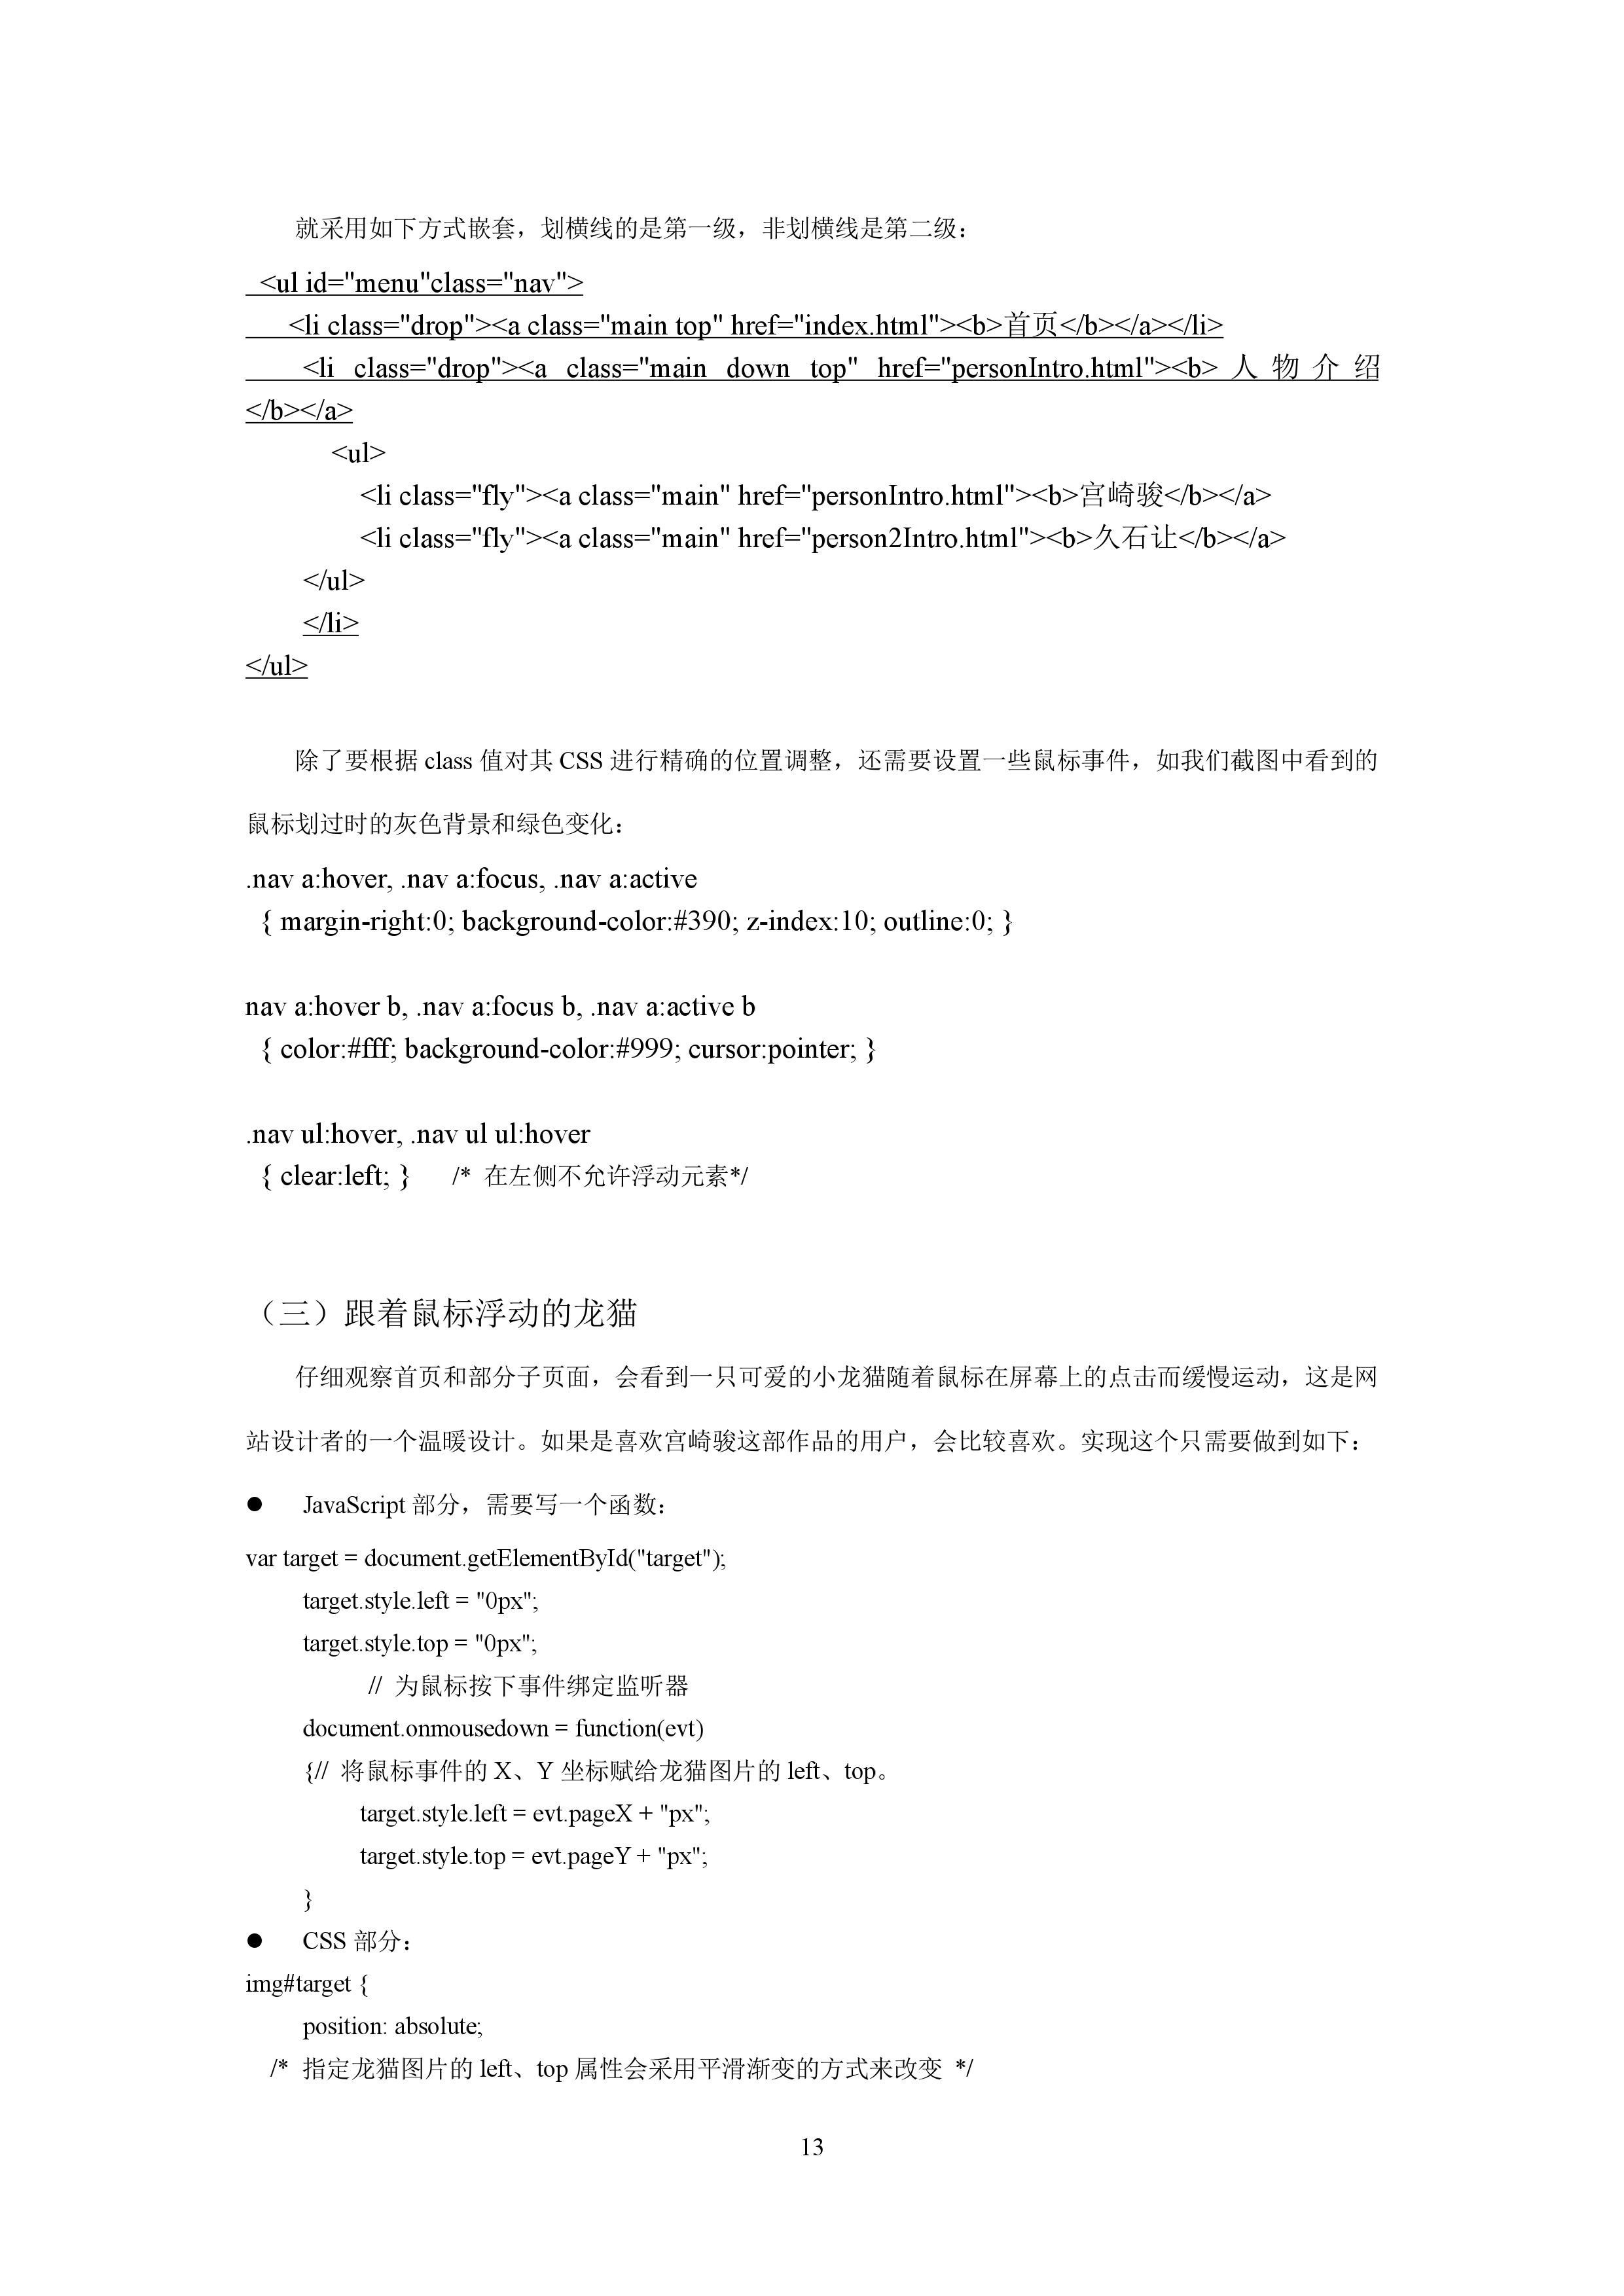 就采用如下方式嵌套，划横线的是第一级，非划横线是第二级：
<ul id="menu"class="nav">
<li class="drop"><a class="main top" href="index.html"><b>首页</b></a></li>
<li class="drop"><a class="main down top" href="personIntro.html"><b>人物介绍
</b></a>
<ul>
<li class="fly"><a class="main" href="personIntro.html"><b>宫崎骏</b></a>
<li class="fly"><a class="main" href="person2Intro.html"><b>久石让</b></a>
</ul>
</li>
</ul>
除了要根据 class 值对其 CSS 进行精确的位置调整，还需要设置一些鼠标事件，如我们截图中看到的
鼠标划过时的灰色背景和绿色变化：
.nav a:hover, .nav a:focus, .nav a:active
{ margin-right:0; background-color:#390; z-index:10; outline:0; }
nav a:hover b, .nav a:focus b, .nav a:active b
{ color:#fff; background-color:#999; cursor:pointer; }
.nav ul:hover, .nav ul ul:hover
{ clear:left; } /* 在左侧不允许浮动元素*/
（三）跟着鼠标浮动的龙猫
仔细观察首页和部分子页面，会看到一只可爱的小龙猫随着鼠标在屏幕上的点击而缓慢运动，这是网
站设计者的一个温暖设计。如果是喜欢宫崎骏这部作品的用户，会比较喜欢。实现这个只需要做到如下：
● JavaScript 部分，需要写一个函数：
var target = document.getElementById("target");
target.style.left = "0px";
target.style.top = "0px";
// 为鼠标按下事件绑定监听器
document.onmousedown = function(evt)
{// 将鼠标事件的 X、Y 坐标赋给龙猫图片的 left、top。
target.style.left = evt.pageX + "px";
target.style.top = evt.pageY + "px";
}
● CSS 部分：
img#target {
position: absolute;
/* 指定龙猫图片的 left、top 属性会采用平滑渐变的方式来改变 */
13